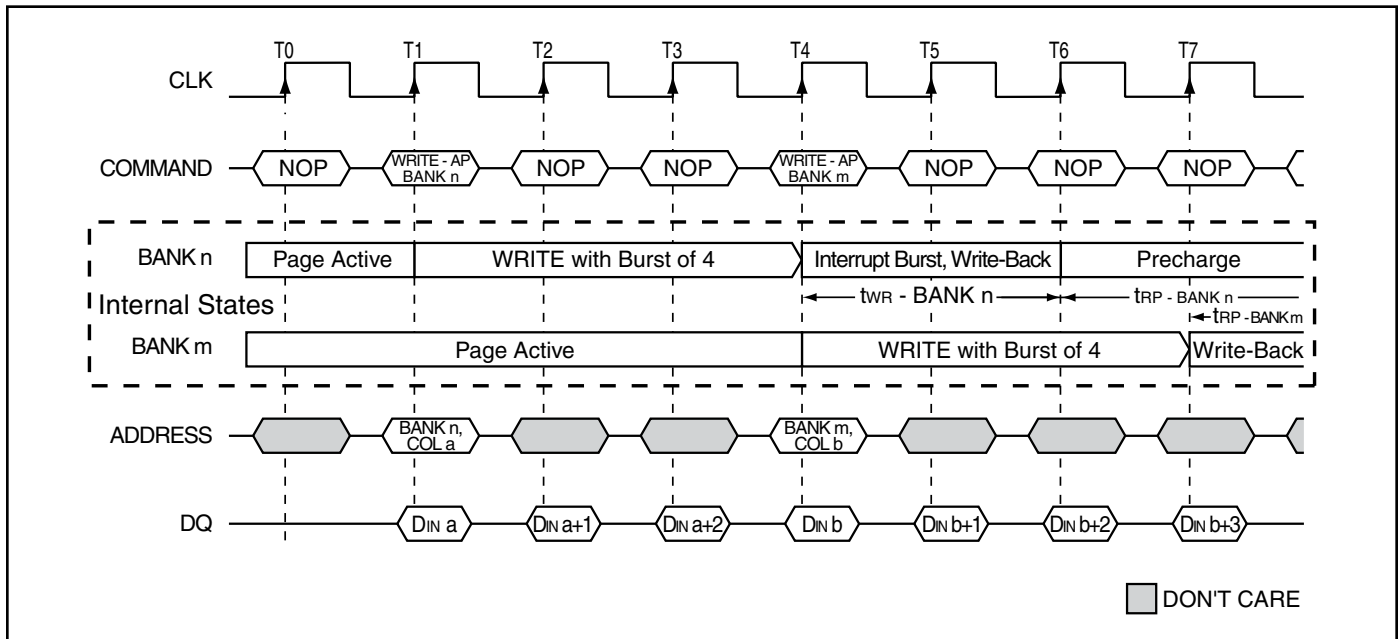 T0 T1 T2 T3 T4 T5 T6 T7
CLK
COMMAND NOP WRITE - AP BANK n NOP NOP WRITE - AP BANK m NOP NOP NOP
BANK n Page Active WRITE with Burst of 4 Interrupt Burst, Write-Back Precharge
tWR - BANK n tRP - BANK n
Internal States
tRP - BANK m
BANK m Page Active WRITE with Burst of 4 Write-Back
ADDRESS BANK n, COL a BANK m, COL b
DQ DIN a DIN a+1 DIN a+2 DIN b DIN b+1 DIN b+2 DIN b+3
DON'T CARE